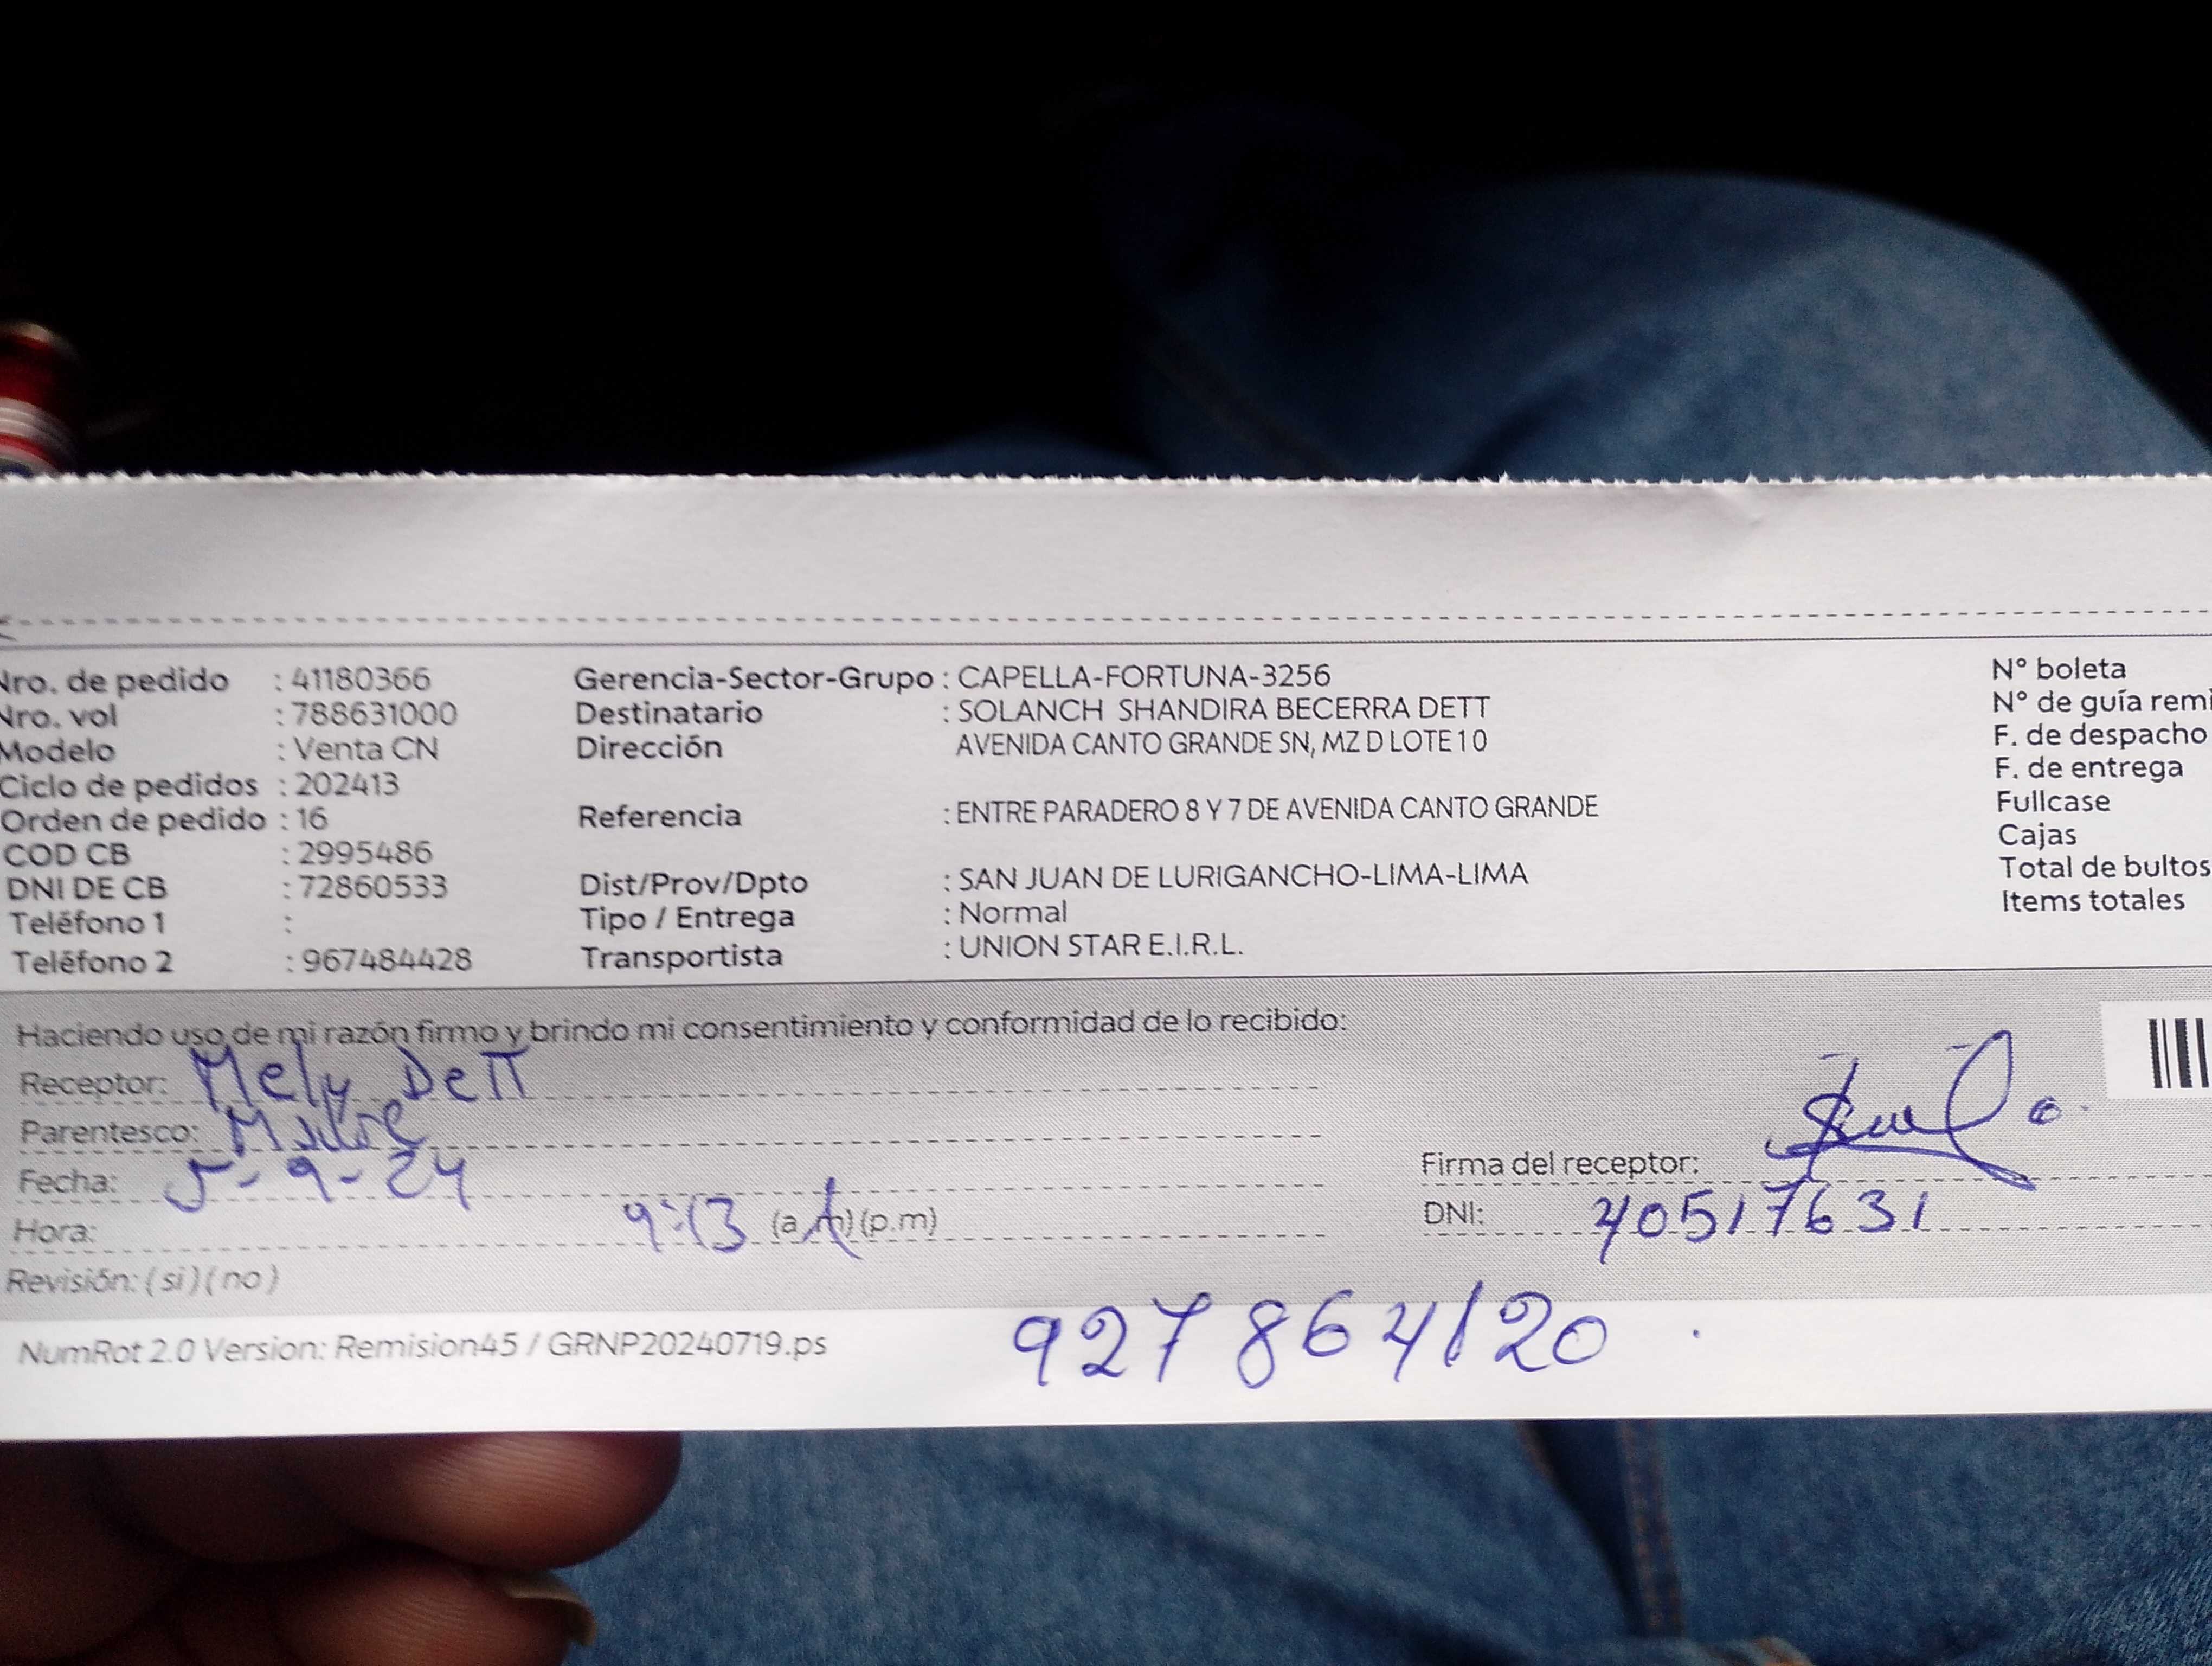 Nro. de pedido : 41180366 Gerencia-Sector-Grupo : CAPELLA-FORTUNA-3256 N° boleta
Nro. vol : 788631000 Destinatario : SOLANCH SHANDIRA BECERRA DETT N° de guía remi
Modelo : Venta CN Dirección AVENIDA CANTO GRANDE SN, MZ D LOTE 10 F. de despacho
Ciclo de pedidos : 202413 F. de entrega
Orden de pedido : 16 Referencia : ENTRE PARADERO 8 Y 7 DE AVENIDA CANTO GRANDE Fullcase
COD CB : 2995486 Cajas
DNI DE CB : 72860533 Dist/Prov/Dpto : SAN JUAN DE LURIGANCHO-LIMA-LIMA Total de bultos
Teléfono 1 : Tipo / Entrega : Normal Items totales
Teléfono 2 : 967484428 Transportista : UNION STAR E.I.R.L.
Haciendo uso de mi razón firmo y brindo mi consentimiento y conformidad de lo recibido:
Receptor: Mely Dett
Parentesco: Madre
Fecha: 5-9-24 Firma del receptor:
Hora: 9:13 (a.m) (p.m) DNI: 40517631
Revisión: ( si ) ( no )
NumRot 2.0 Version: Remision45 / GRNP20240719.ps 927864120